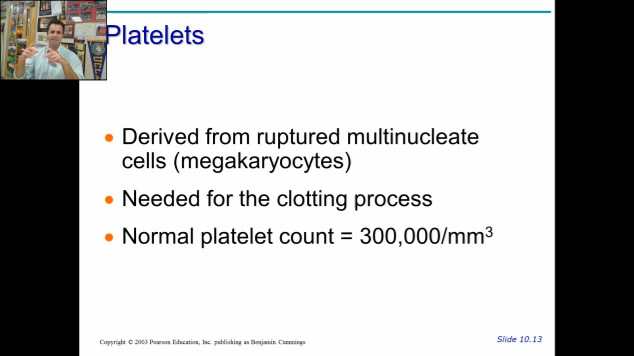 Platelets
UCLA
• Derived from ruptured multinucleate
cells (megakaryocytes)
• Needed for the clotting process
• Normal platelet count = 300,000/mm³
Copyright © 2003 Pearson Education, Inc. publishing as Benjamin Cummings
Slide 10.13